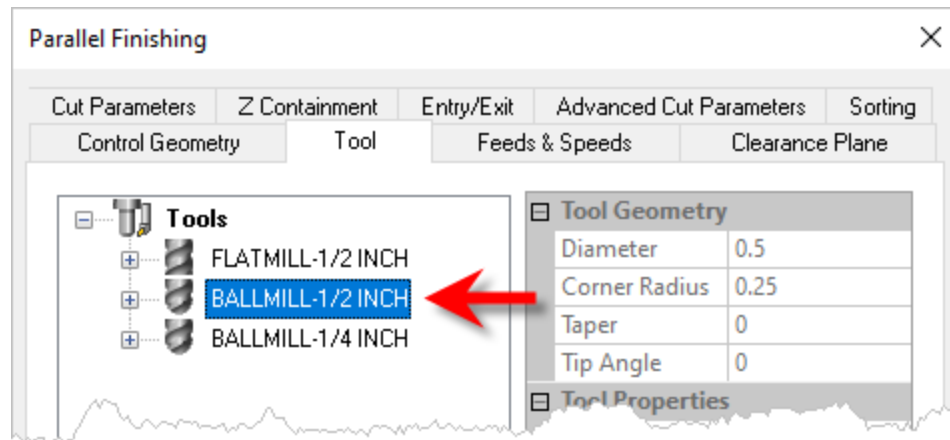 Parallel Finishing
Cut Parameters Z Containment Entry/Exit Advanced Cut Parameters Sorting
Control Geometry Tool Feeds & Speeds Clearance Plane
Tools
FLATMILL-1/2 INCH
BALLMILL-1/2 INCH
BALLMILL-1/4 INCH
Tool Geometry
Diameter 0.5
Corner Radius 0.25
Taper 0
Tip Angle 0
Tool Properties